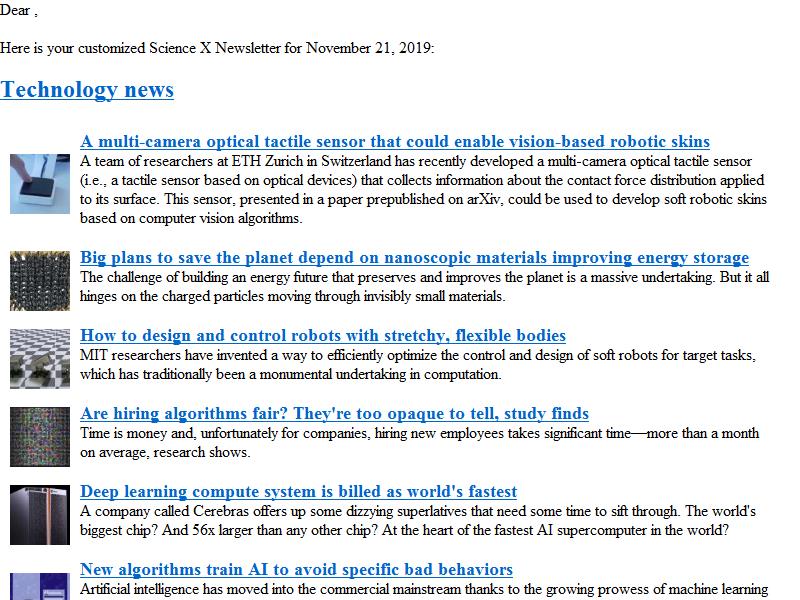 Dear ,
Here is your customized Science X Newsletter for November 21, 2019:
Technology news
A multi-camera optical tactile sensor that could enable vision-based robotic skins
A team of researchers at ETH Zurich in Switzerland has recently developed a multi-camera optical tactile sensor
(i.e., a tactile sensor based on optical devices) that collects information about the contact force distribution applied
to its surface. This sensor, presented in a paper prepublished on arXiv, could be used to develop soft robotic skins
based on computer vision algorithms.
Big plans to save the planet depend on nanoscopic materials improving energy storage
The challenge of building an energy future that preserves and improves the planet is a massive undertaking. But it all
hinges on the charged particles moving through invisibly small materials.
How to design and control robots with stretchy, flexible bodies
MIT researchers have invented a way to efficiently optimize the control and design of soft robots for target tasks,
which has traditionally been a monumental undertaking in computation.
Are hiring algorithms fair? They're too opaque to tell, study finds
Time is money and, unfortunately for companies, hiring new employees takes significant time—more than a month
on average, research shows.
Deep learning compute system is billed as world's fastest
A company called Cerebras offers up some dizzying superlatives that need some time to sift through. The world's
biggest chip? And 56x larger than any other chip? At the heart of the fastest AI supercomputer in the world?
New algorithms train AI to avoid specific bad behaviors
Artificial intelligence has moved into the commercial mainstream thanks to the growing prowess of machine learning